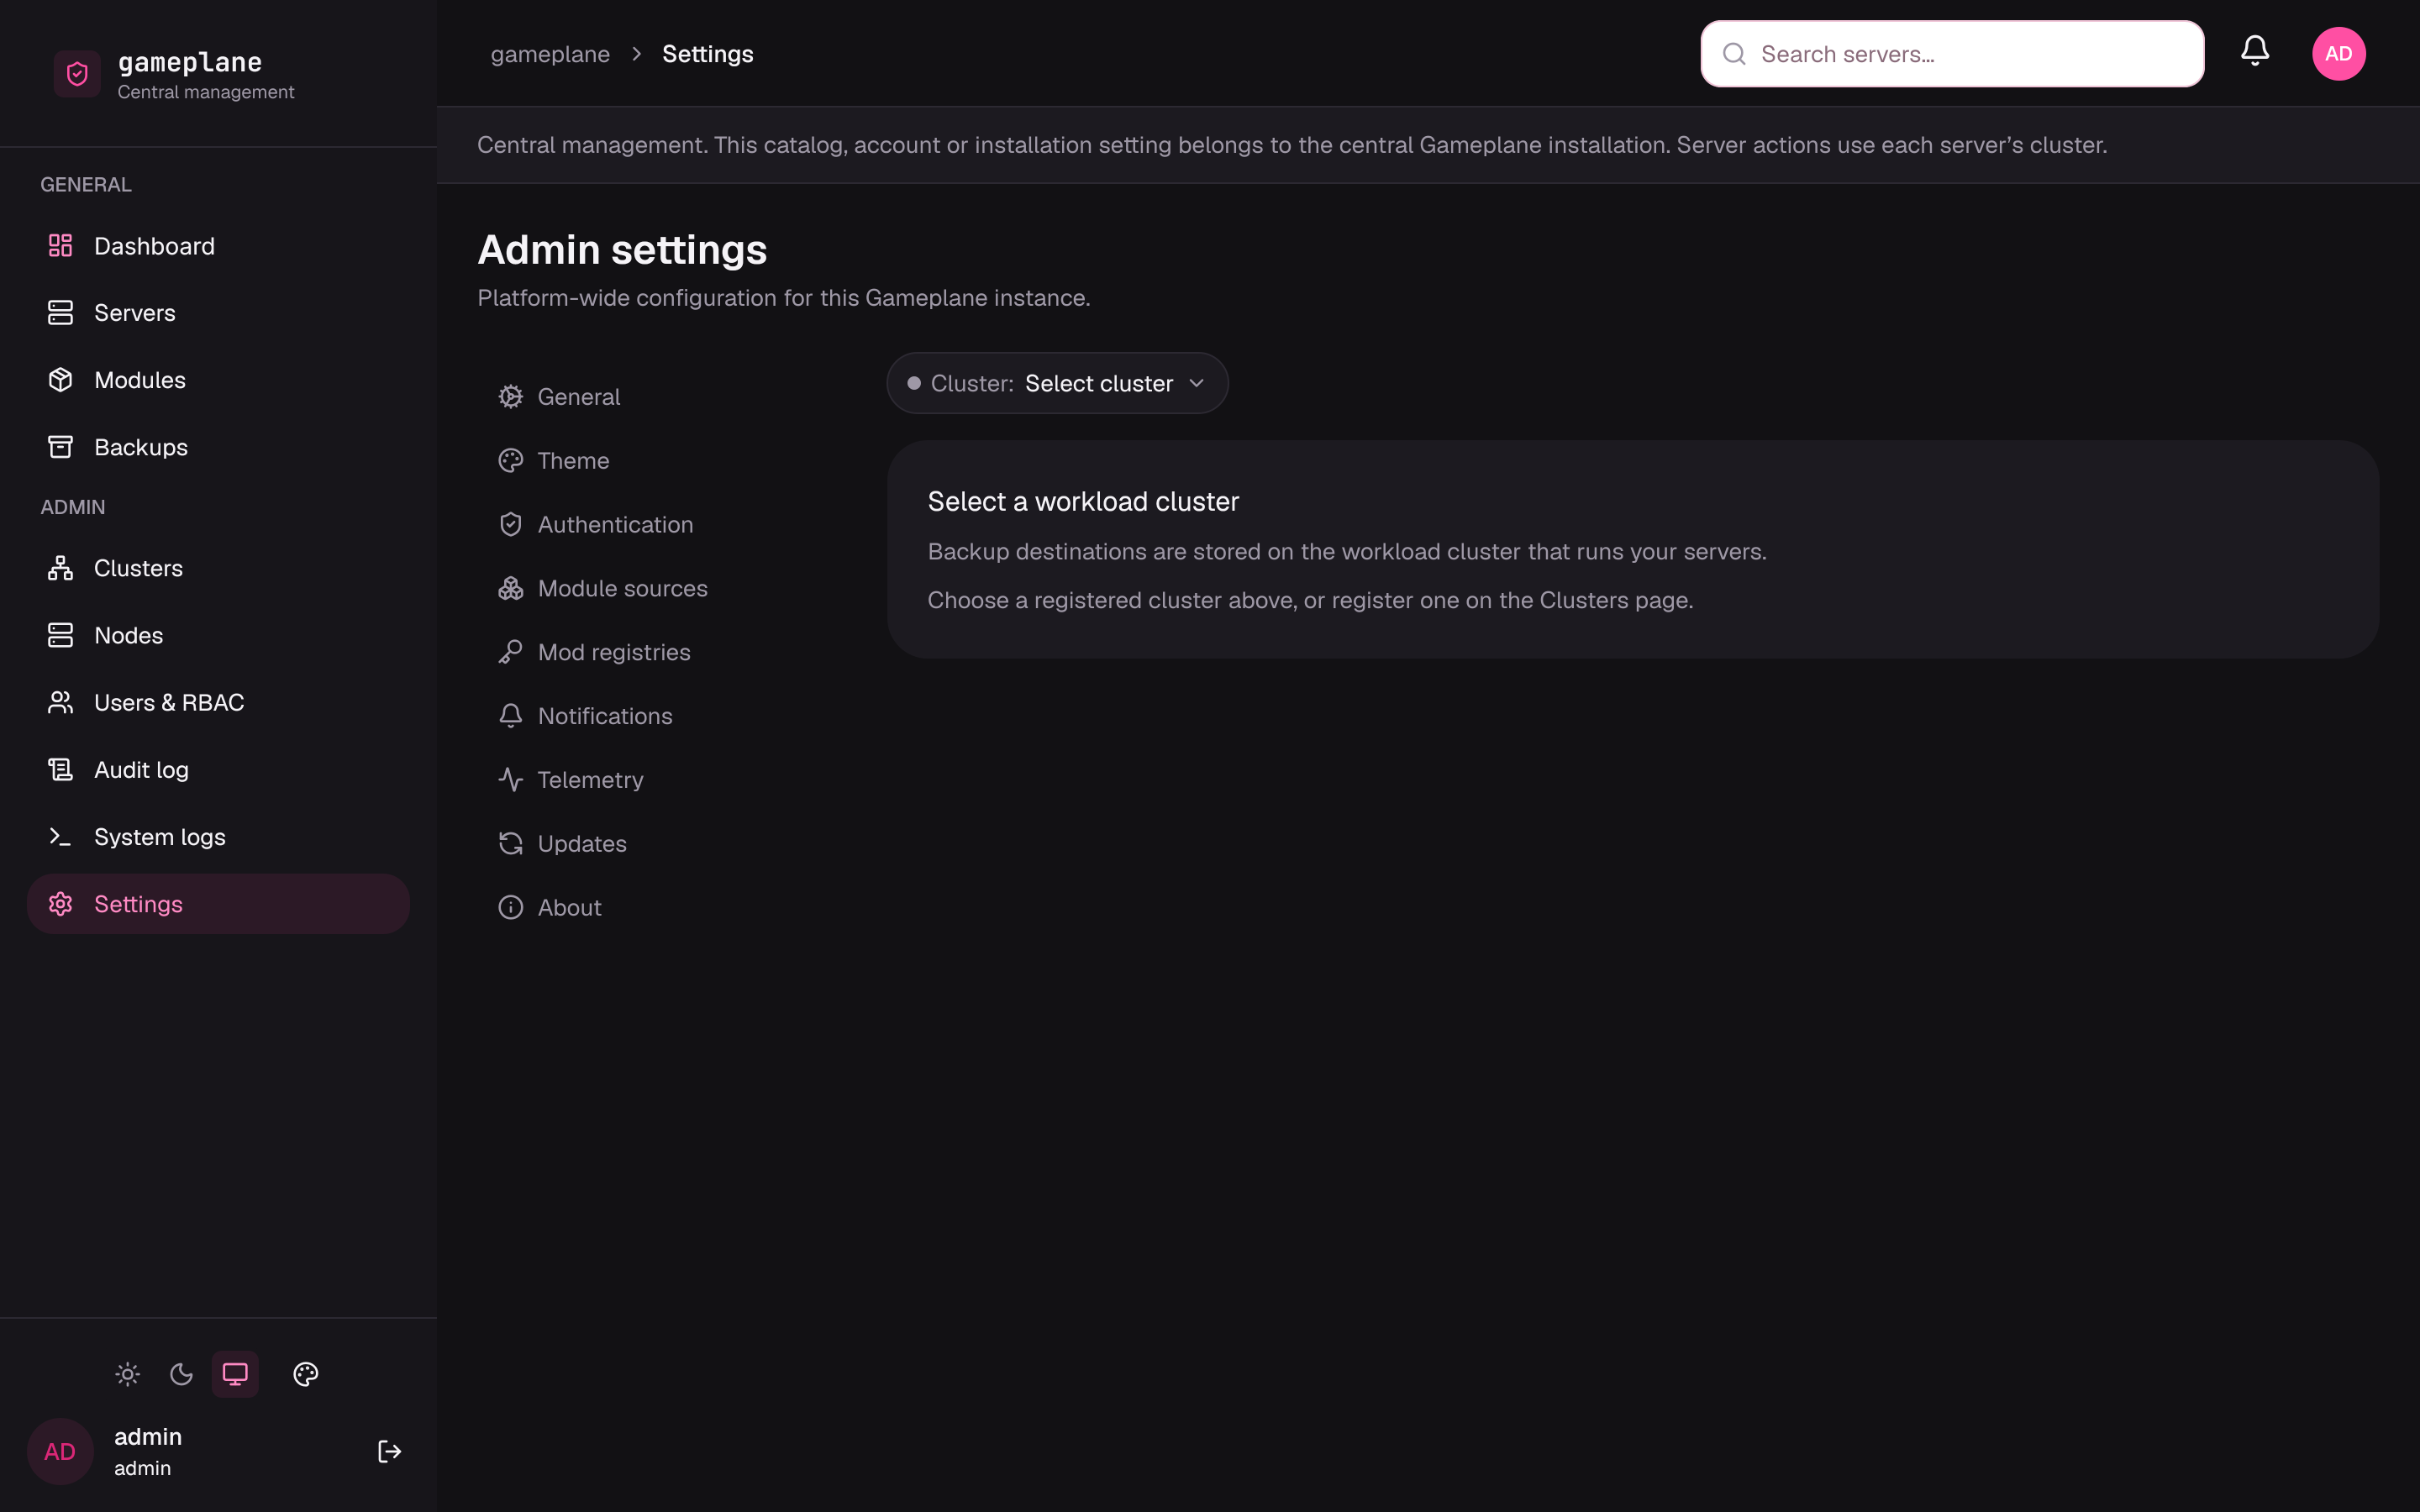 gameplane
Central management
GENERAL
Dashboard
Servers
Modules
Backups
ADMIN
Clusters
Nodes
Users & RBAC
Audit log
System logs
Settings
AD
admin
admin
gameplane > Settings
Search servers...
AD
Central management. This catalog, account or installation setting belongs to the central Gameplane installation. Server actions use each server’s cluster.
Admin settings
Platform-wide configuration for this Gameplane instance.
General
Theme
Authentication
Module sources
Mod registries
Notifications
Telemetry
Updates
About
Cluster: Select cluster
Select a workload cluster
Backup destinations are stored on the workload cluster that runs your servers.
Choose a registered cluster above, or register one on the Clusters page.